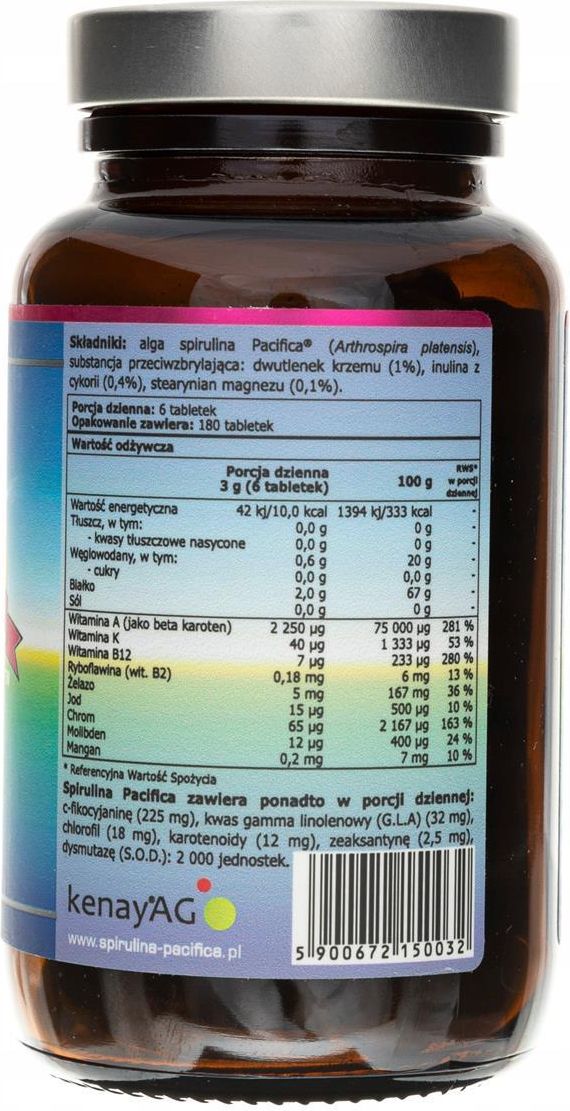 Składniki: alga spirulina Pacifica® (Arthrospira platensis),
substancja przeciwzbrylająca: dwutlenek krzemu (1%), inulina z
cykorii (0,4%), stearynian magnezu (0,1%).
Porcja dzienna: 6 tabletek
Opakowanie zawiera: 180 tabletek
Wartość odżywcza
Porcja dzienna 3 g (6 tabletek) 100 g RWS* w porcji dziennej
Wartość energetyczna 42 kj/10,0 kcal 1394 kj/333 kcal -
Tłuszcz, w tym: 0,0 g 0 g -
- kwasy tłuszczowe nasycone 0,0 g 0 g -
Węglowodany, w tym: 0,6 g 20 g -
- cukry 0,0 g 0,0 g -
Białko 2,0 g 67 g -
Sól 0,0 g 0 g -
Witamina A (jako beta karoten) 2 250 µg 75 000 µg 281 %
Witamina K 40 µg 1 333 µg 53 %
Witamina B12 7 µg 233 µg 280 %
Ryboflawina (wit. B2) 0,18 mg 6 mg 13 %
Żelazo 5 mg 167 mg 36 %
Jod 15 µg 500 µg 10 %
Chrom 65 µg 2 167 µg 163 %
Molibden 12 µg 400 µg 24 %
Mangan 0,2 mg 7 mg 10 %
* Referencyjna Wartość Spożycia
Spirulina Pacifica zawiera ponadto w porcji dziennej:
c-fikocyjaninę (225 mg), kwas gamma linolenowy (G.L.A) (32 mg),
chlorofil (18 mg), karotenoidy (12 mg), zeaksantynę (2,5 mg),
dysmutazę (S.O.D.): 2 000 jednostek.
kenay AG
www.spirulina-pacifica.pl
5 900672 150032